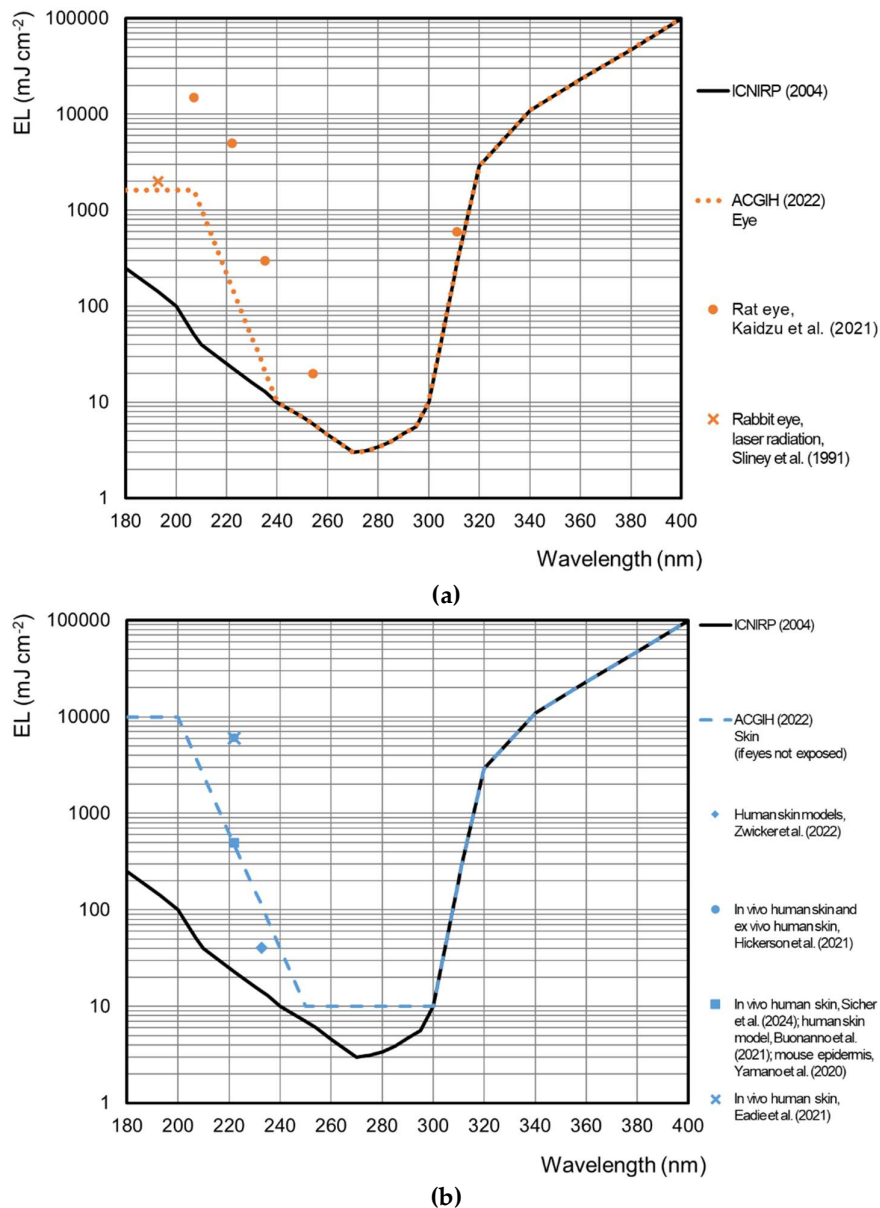 (a)
EL (mJ cm-2)
100000
10000
1000
100
10
1
180 200 220 240 260 280 300 320 340 360 380 400
Wavelength (nm)
ICNIRP (2004)
ACGIH (2022)
Eye
Rat eye,
Kaidzu et al. (2021)
Rabbit eye,
laser radiation,
Sliney et al. (1991)
(a)
EL (mJ cm-2)
100000
10000
1000
100
10
1
180 200 220 240 260 280 300 320 340 360 380 400
Wavelength (nm)
ICNIRP (2004)
ACGIH (2022)
Skin
(if eyes not exposed)
Human skin models,
Zwicker et al. (2022)
In vivo human skin and
ex vivo human skin,
Hickerson et al. (2021)
In vivo human skin, Sicher
et al. (2024); human skin
model, Buonanno et al.
(2021); mouse epidermis,
Yamano et al. (2020)
In vivo human skin,
Eadie et al. (2021)
(b)